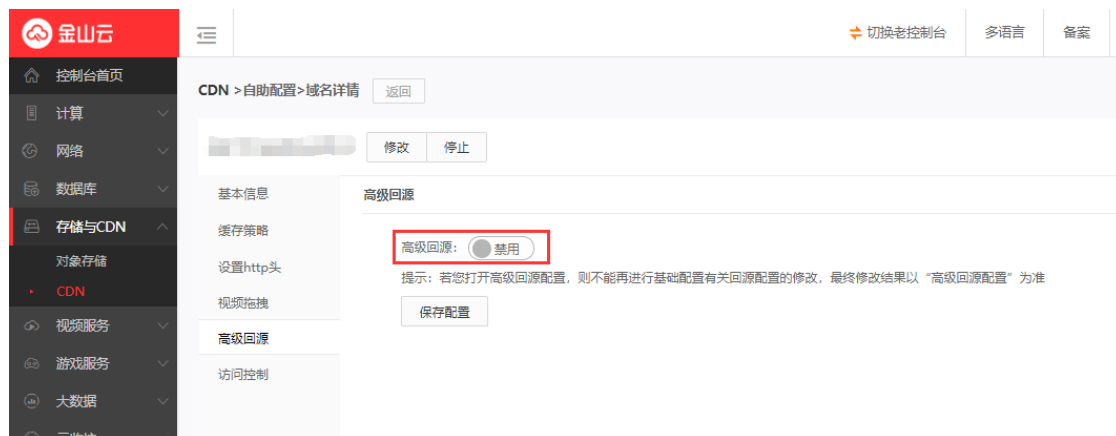 金山云
切换老控制台
多语言
备案
控制台首页
计算
网络
数据库
存储与CDN
对象存储
CDN
视频服务
游戏服务
大数据
CDN >自助配置>域名详情
返回
修改
停止
基本信息
缓存策略
设置http头
视频拖拽
高级回源
访问控制
高级回源
高级回源：
禁用
提示：若您打开高级回源配置，则不能再进行基础配置有关回源配置的修改，最终修改结果以“高级回源配置”为准
保存配置